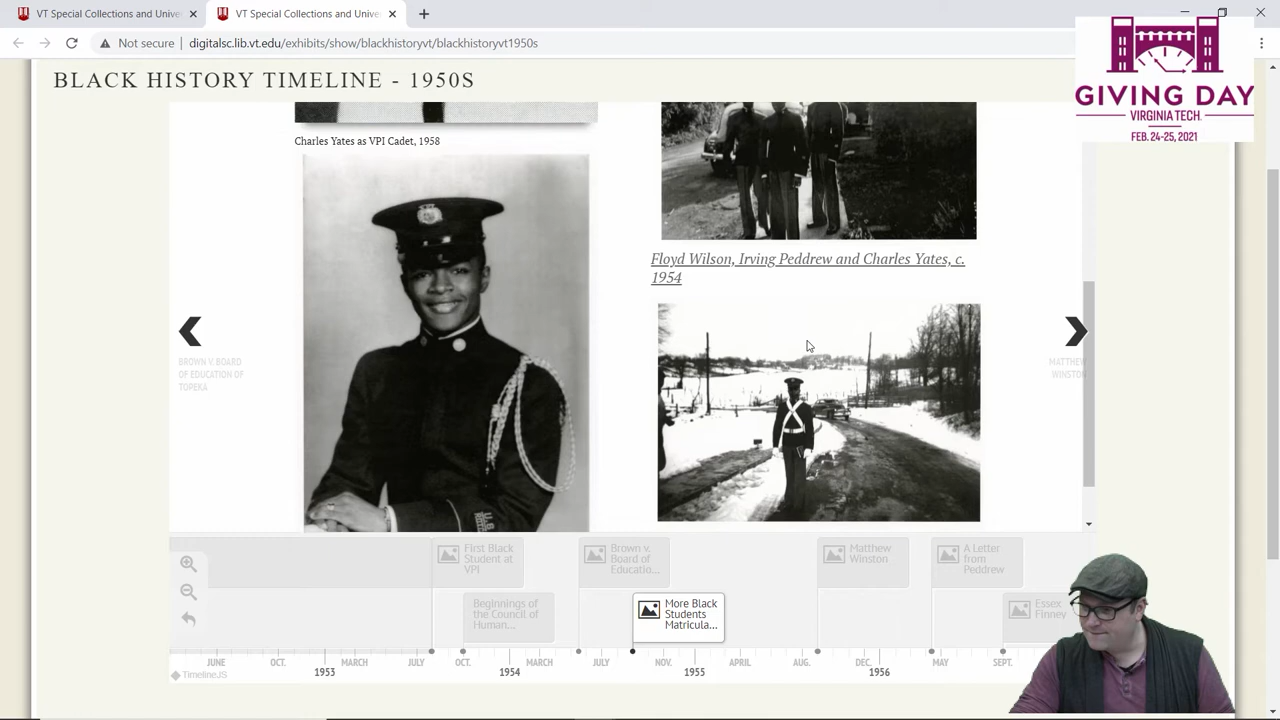 VT Special Collections and Unive
VT Special Collections and Unive
Not secure
digitalsc.lib.vt.edu/exhibits/show/blackhistoryvt/blackhistoryvt1950s
BLACK HISTORY TIMELINE - 1950S
GIVING DAY
VIRGINIA TECH.
FEB. 24-25, 2021
Charles Yates as VPI Cadet, 1958
Floyd Wilson, Irving Peddrew and Charles Yates, c.
1954
BROWN V. BOARD
OF EDUCATION OF
TOPEKA
MATTHEW
WINSTON
First Black
Student at
VPI
Brown v.
Board of
Educatio...
Matthew
Winston
A Letter
from
Peddrew
Beginnings of
the Council of
Human...
More Black
Students
Matricula...
Essex
Finney
JUNE
OCT.
MARCH
JULY
OCT.
MARCH
JULY
NOV.
APRIL
AUG.
DEC.
MAY
SEPT.
1953
1954
1955
1956
TimelineJS